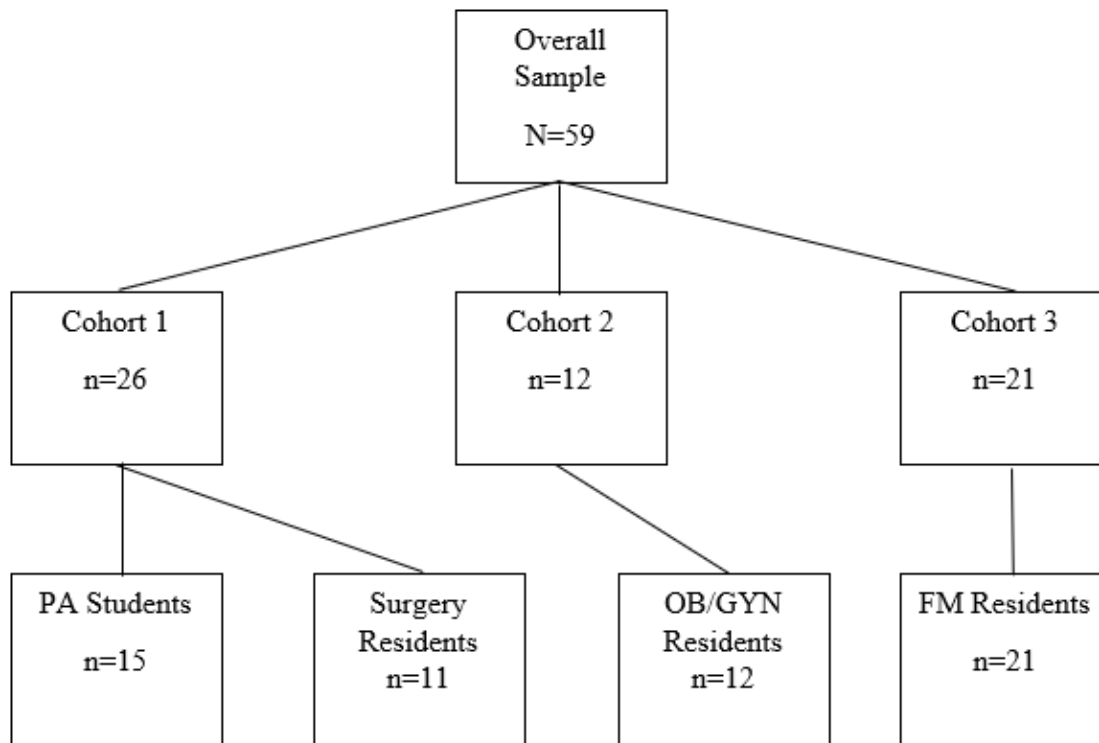 Overall
Sample
N=59
Cohort 1
n=26
Cohort 2
n=12
Cohort 3
n=21
PA Students
n=15
Surgery
Residents
n=11
OB/GYN
Residents
n=12
FM Residents
n=21